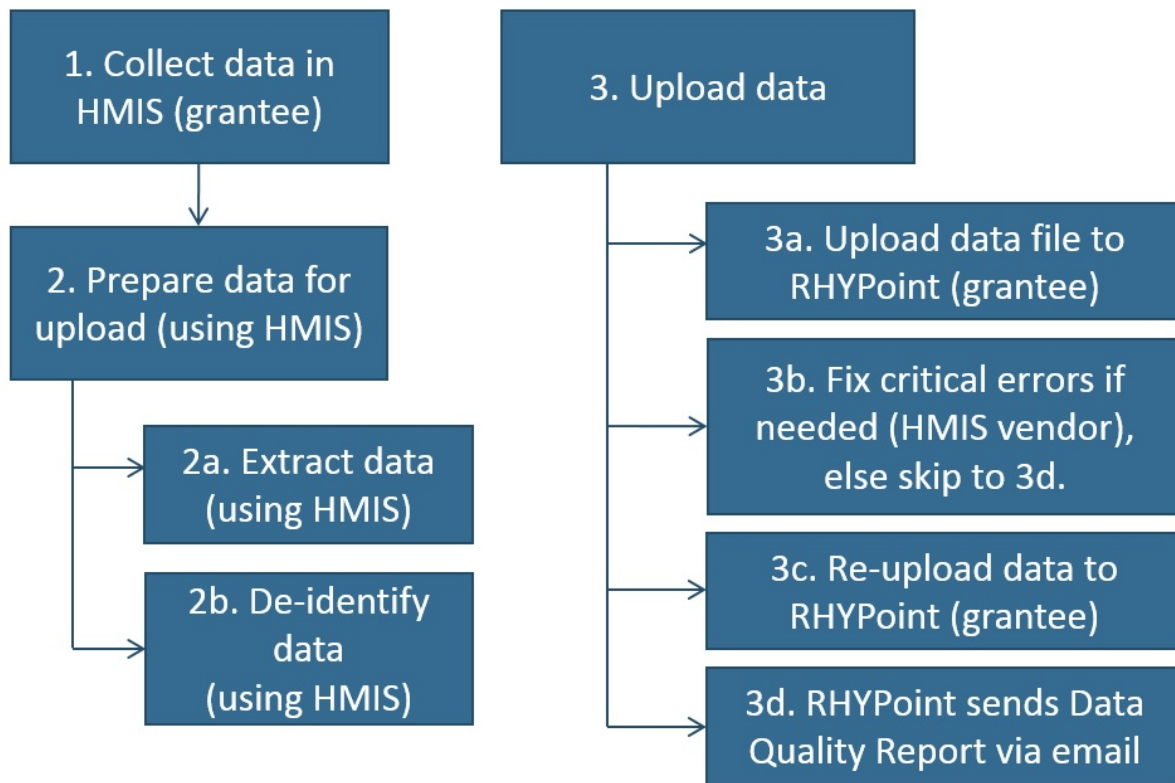 1. Collect data in
HMIS (grantee)
2. Prepare data for
upload (using HMIS)
2a. Extract data
(using HMIS)
2b. De-identify
data
(using HMIS)
3. Upload data
3a. Upload data file to
RHYPoint (grantee)
3b. Fix critical errors if
needed (HMIS vendor),
else skip to 3d.
3c. Re-upload data to
RHYPoint (grantee)
3d. RHYPoint sends Data
Quality Report via email